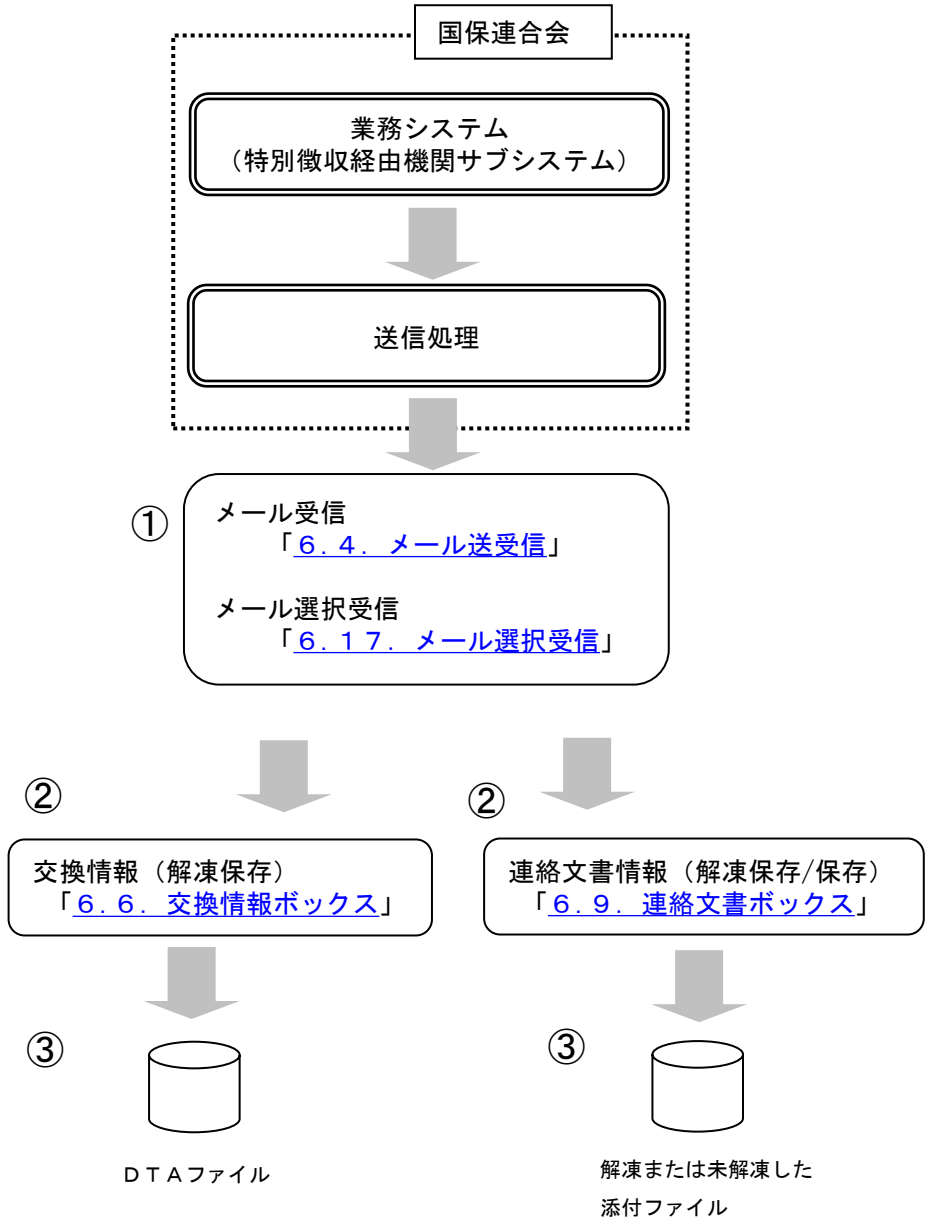 国保連合会
業務システム
（特別徴収経由機関サブシステム）
送信処理
①
メール受信
「６．４．メール送受信」
メール選択受信
「６．１７．メール選択受信」
②
交換情報（解凍保存）
「６．６．交換情報ボックス」
②
連絡文書情報（解凍保存/保存）
「６．９．連絡文書ボックス」
③
ＤＴＡファイル
③
解凍または未解凍した
添付ファイル